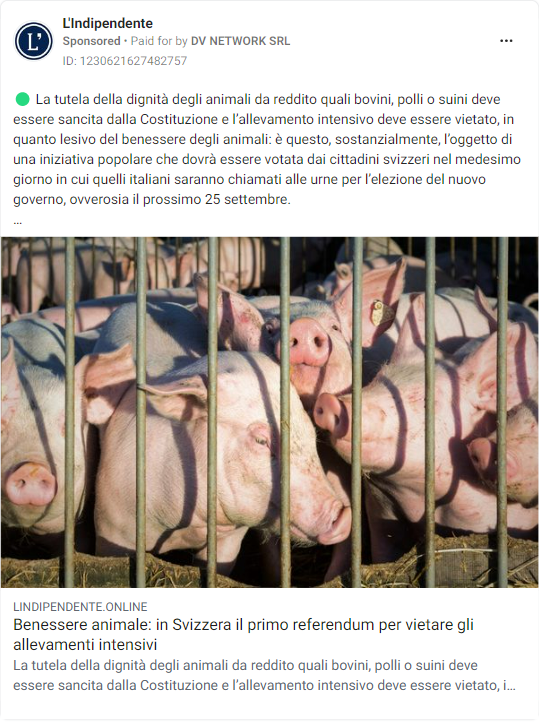 L'Indipendente
Sponsored • Paid for by DV NETWORK SRL
ID: 1230621627482757
L'
La tutela della dignità degli animali da reddito quali bovini, polli o suini deve
essere sancita dalla Costituzione e l’allevamento intensivo deve essere vietato, in
quanto lesivo del benessere degli animali: è questo, sostanzialmente, l’oggetto di
una iniziativa popolare che dovrà essere votata dai cittadini svizzeri nel medesimo
giorno in cui quelli italiani saranno chiamati alle urne per l’elezione del nuovo
governo, ovverosia il prossimo 25 settembre.
...
LINDIPENDENTE.ONLINE
Benessere animale: in Svizzera il primo referendum per vietare gli
allevamenti intensivi
La tutela della dignità degli animali da reddito quali bovini, polli o suini deve
essere sancita dalla Costituzione e l’allevamento intensivo deve essere vietato, i...